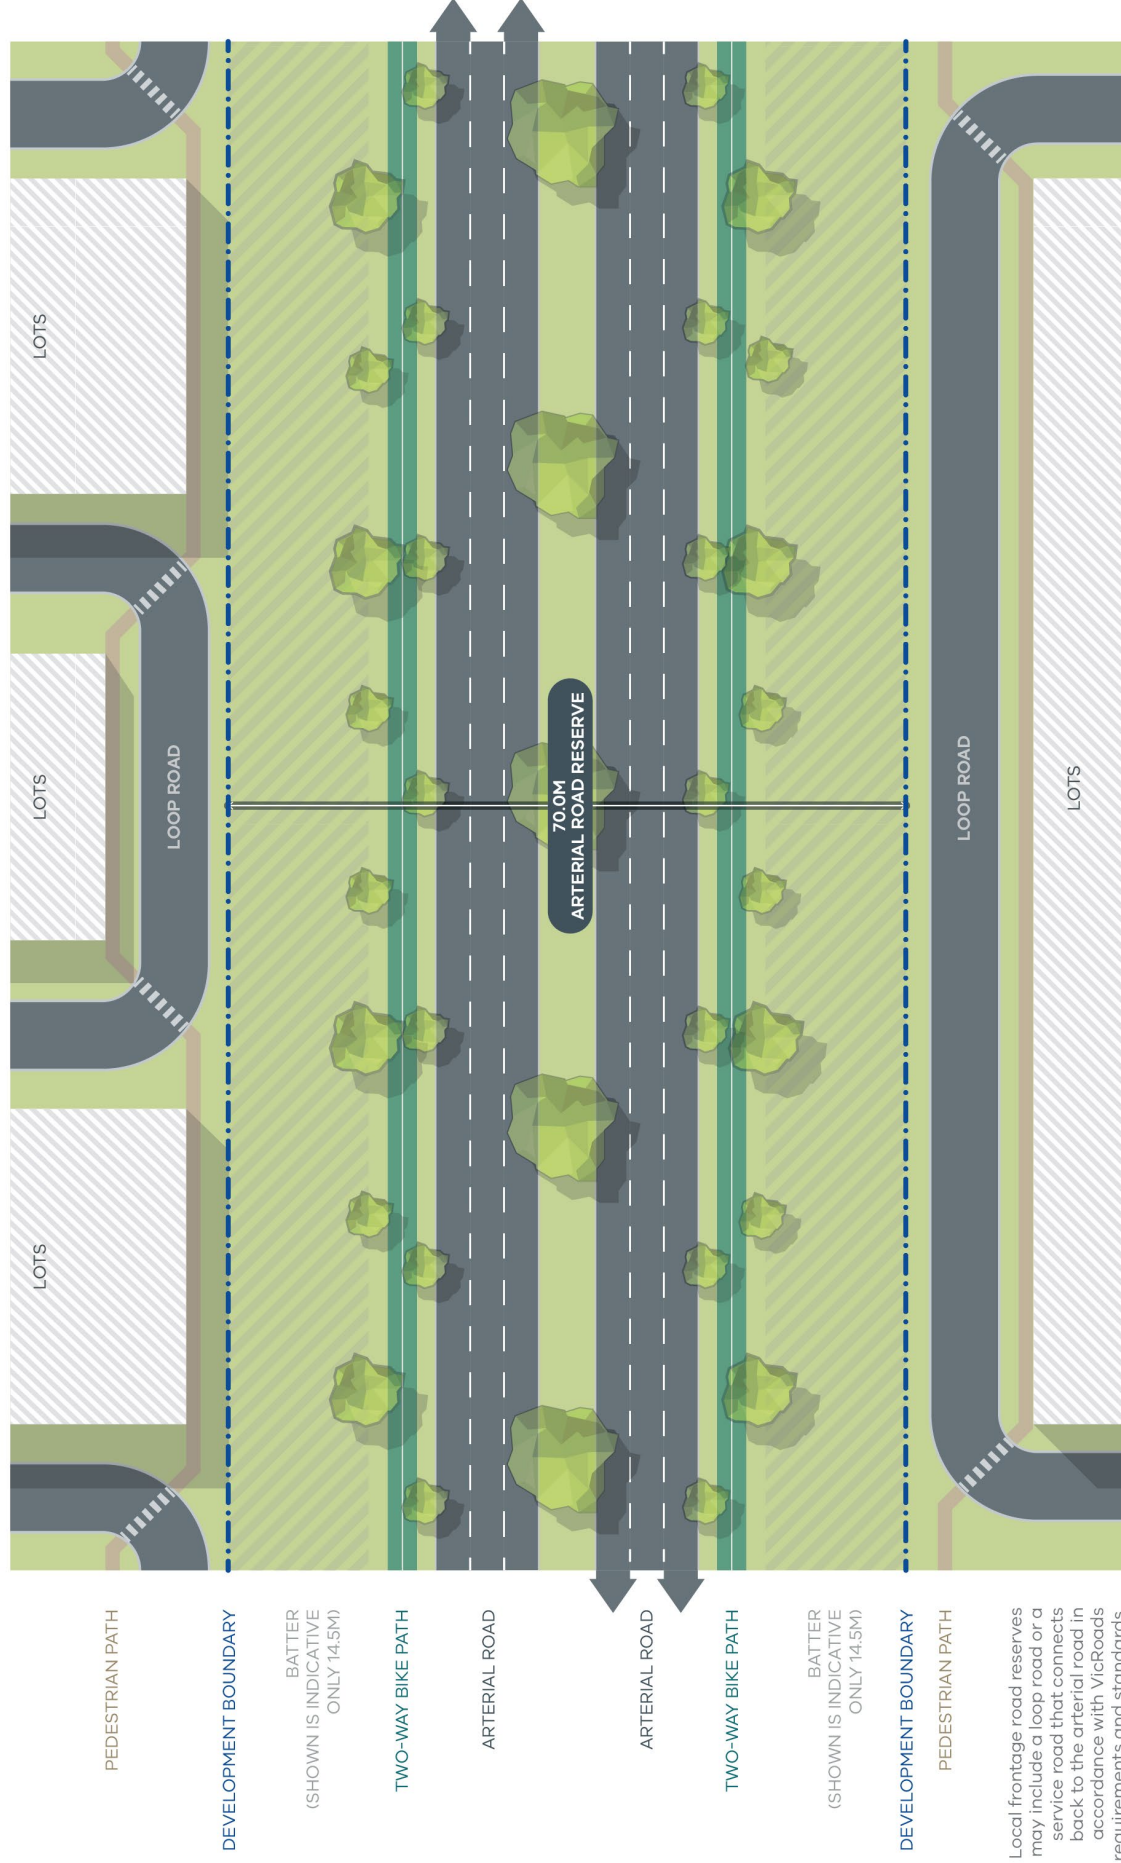 LOTS
LOTS
LOTS
LOOP ROAD
70.0M
ARTERIAL ROAD RESERVE
LOOP ROAD
LOTS
PEDESTRIAN PATH
DEVELOPMENT BOUNDARY
BATTER
(SHOWN IS INDICATIVE
ONLY 14.5M)
TWO-WAY BIKE PATH
ARTERIAL ROAD
ARTERIAL ROAD
TWO-WAY BIKE PATH
BATTER
(SHOWN IS INDICATIVE
ONLY 14.5M)
DEVELOPMENT BOUNDARY
PEDESTRIAN PATH
Local frontage road reserves
may include a loop road or a
service road that connects
back to the arterial road in
accordance with VicRoads
requirements and standards